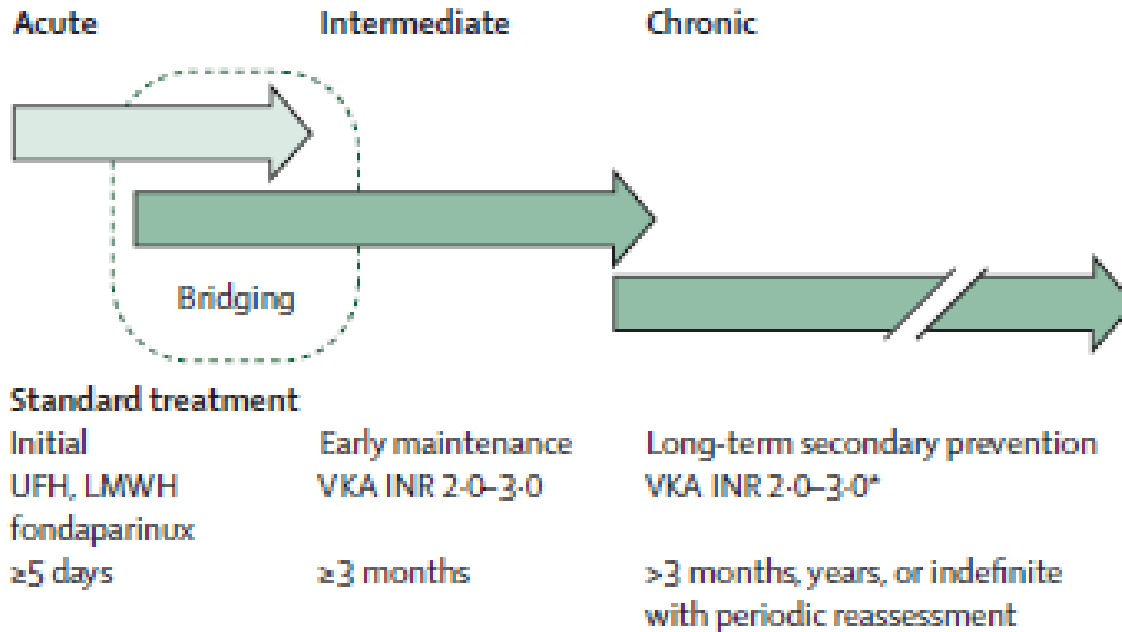 Acute Intermediate Chronic
Bridging
Standard treatment
Initial Early maintenance Long-term secondary prevention
UFH, LMWH VKA INR 2·0–3·0 VKA INR 2·0–3·0*
fondaparinux
≥5 days ≥3 months >3 months, years, or indefinite
with periodic reassessment